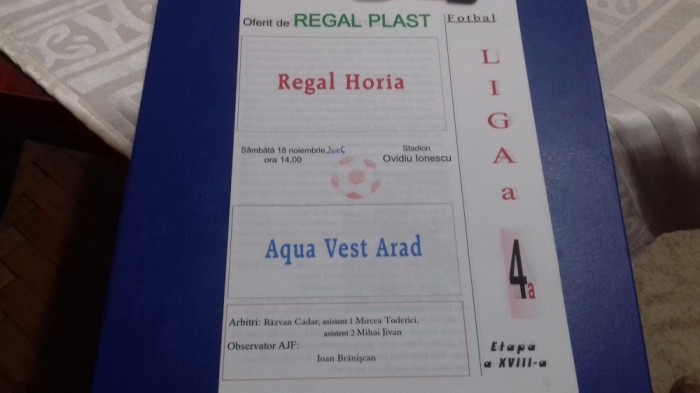 Oferit de REGAL PLAST
Fotbal
Regal Horia
Sâmbătă 18 noiembrie 2006
ora 14,00
Stadion
Ovidiu Ionescu
Aqua Vest Arad
Arbitri: Răzvan Cadar; asistent 1 Mircea Toderici,
asistent 2 Mihai Jivan
Observator AJF:
Ioan Brănișcan
L
I
G
A
a
4a
Etapa
a XVIII-a